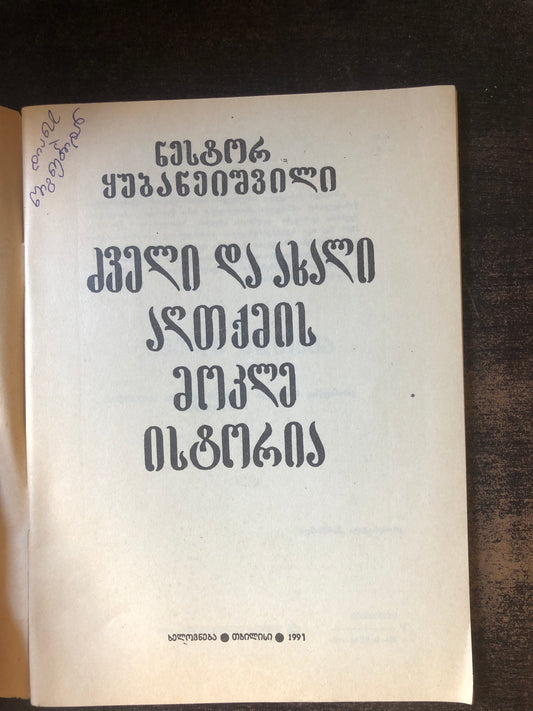 ნესტორ
ყუბანეიშვილი
ძველი და ახალი
აღთქმის
მოკლე
ისტორია
ხელოვნება ● თბილისი ● 1991